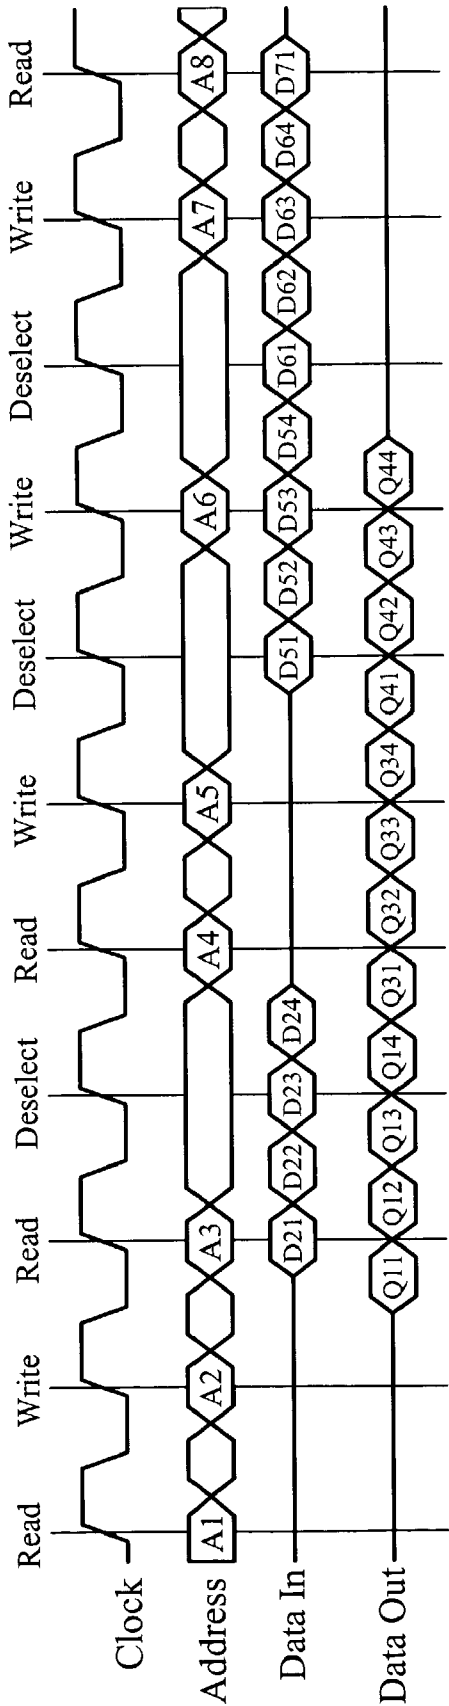 Read Write Read Deselect Read Write Deselect Write Deselect Write Read
Clock
Address A1 A2 A3 A4 A5 A6 A7 A8
Data In D21 D22 D23 D24 D51 D52 D53 D54 D61 D62 D63 D64 D71
Data Out Q11 Q12 Q13 Q14 Q31 Q32 Q33 Q34 Q41 Q42 Q43 Q44